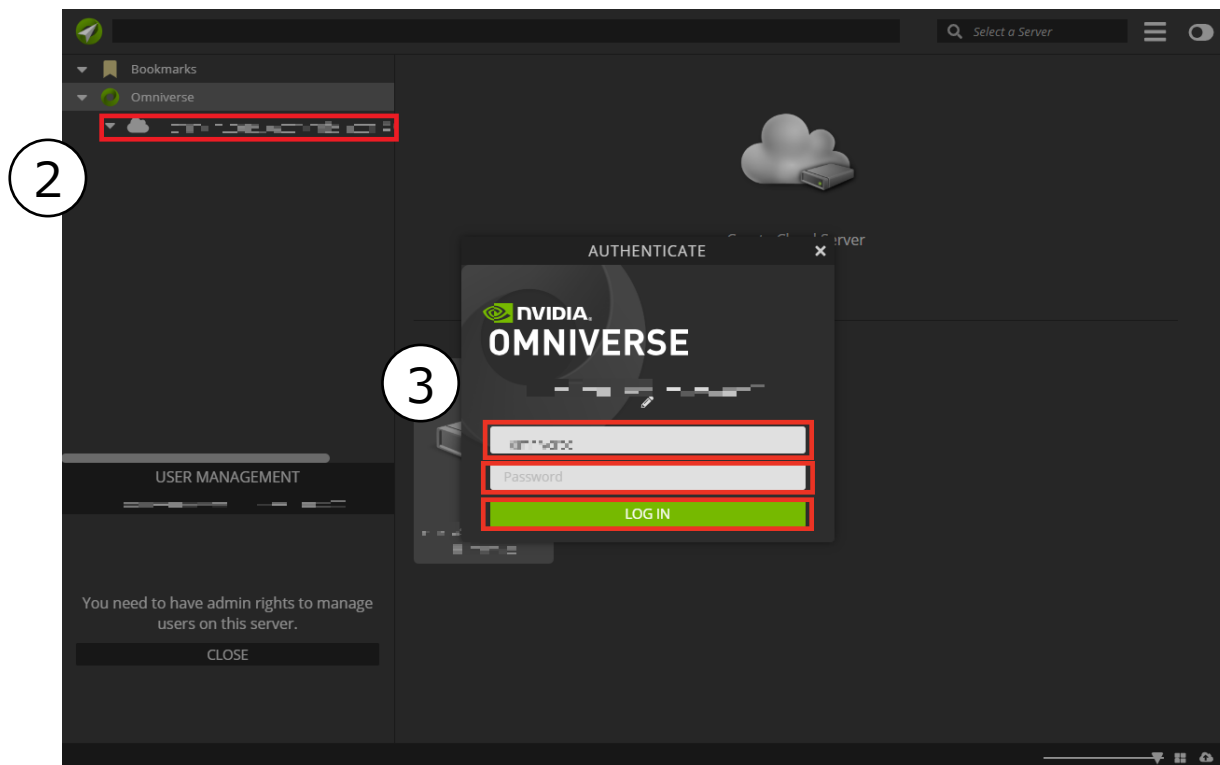 Select a Server
Bookmarks
Omniverse
2
AUTHENTICATE
NVIDIA.
OMNIVERSE
3
Password
LOG IN
USER MANAGEMENT
You need to have admin rights to manage
users on this server.
CLOSE